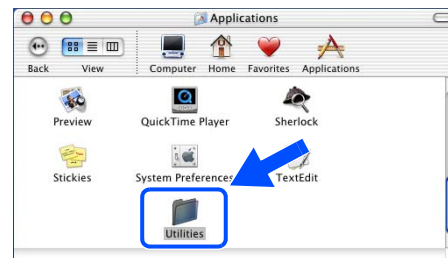 Applications
Back View Computer Home Favorites Applications
Preview QuickTime Player Sherlock
Stickies System Preferences TextEdit
Utilities